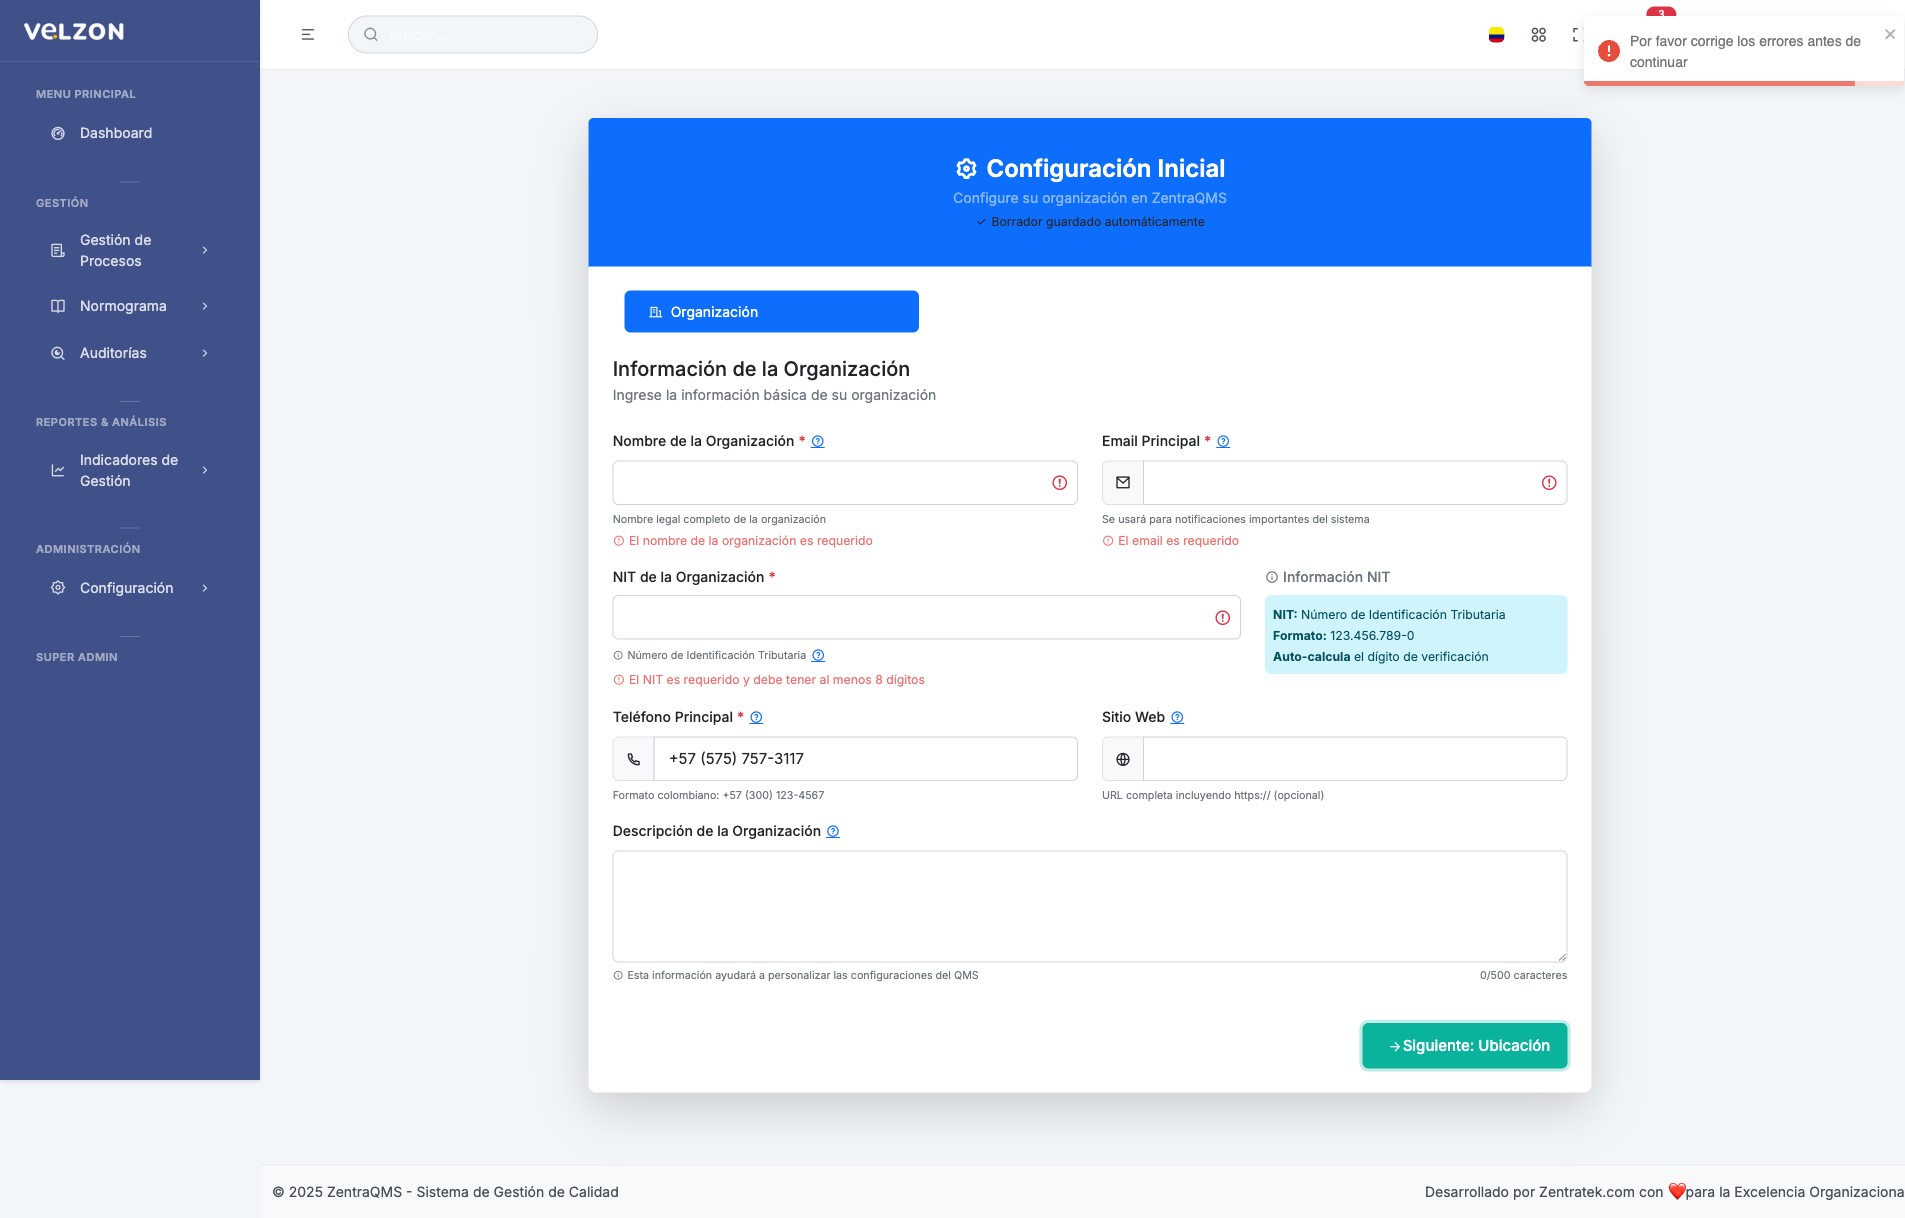 VELZON
Buscar...
3
Por favor corrige los errores antes de
continuar
MENU PRINCIPAL
Dashboard
GESTIÓN
Gestión de
Procesos
Normograma
Auditorías
REPORTES & ANÁLISIS
Indicadores de
Gestión
ADMINISTRACIÓN
Configuración
SUPER ADMIN
Configuración Inicial
Configure su organización en ZentraQMS
Borrador guardado automáticamente
Organización
Información de la Organización
Ingrese la información básica de su organización
Nombre de la Organización *
Nombre legal completo de la organización
El nombre de la organización es requerido
Email Principal *
Se usará para notificaciones importantes del sistema
El email es requerido
NIT de la Organización *
Número de Identificación Tributaria
El NIT es requerido y debe tener al menos 8 dígitos
Información NIT
NIT: Número de Identificación Tributaria
Formato: 123.456.789-0
Auto-calcula el dígito de verificación
Teléfono Principal *
+57 (575) 757-3117
Formato colombiano: +57 (300) 123-4567
Sitio Web
URL completa incluyendo https:// (opcional)
Descripción de la Organización
Esta información ayudará a personalizar las configuraciones del QMS
0/500 caracteres
Siguiente: Ubicación
© 2025 ZentraQMS - Sistema de Gestión de Calidad
Desarrollado por Zentratek.com con ❤️para la Excelencia Organizaciona